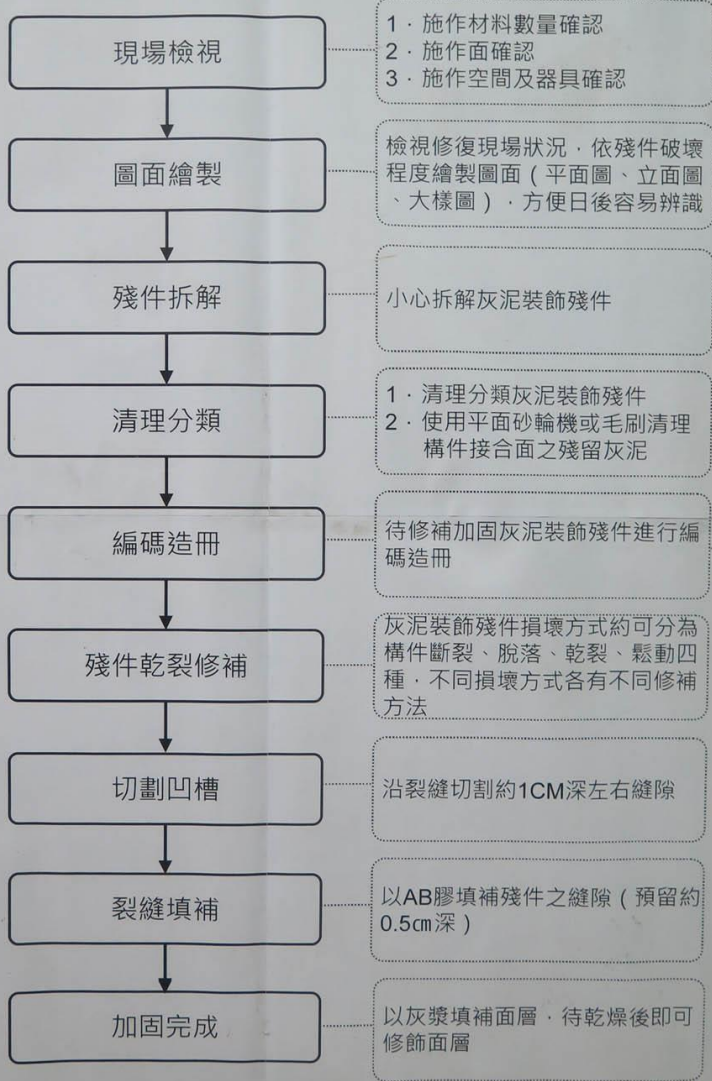 現場檢視
1．施作材料數量確認
2．施作面確認
3．施作空間及器具確認
圖面繪製
檢視修復現場狀況．依殘件破壞
程度繪製圖面（平面圖、立面圖
、大樣圖）．方便日後容易辨識
殘件拆解
小心拆解灰泥裝飾殘件
清理分類
1．清理分類灰泥裝飾殘件
2．使用平面砂輪機或毛刷清理
構件接合面之殘留灰泥
編碼造冊
待修補加固灰泥裝飾殘件進行編
碼造冊
殘件乾裂修補
灰泥裝飾殘件損壞方式約可分為
構件斷裂、脫落、乾裂、鬆動四
種，不同損壞方式各有不同修補
方法
切劃凹槽
沿裂縫切割約1CM深左右縫隙
裂縫填補
以AB膠填補殘件之縫隙（預留約
0.5㎝深）
加固完成
以灰漿填補面層．待乾燥後即可
修飾面層